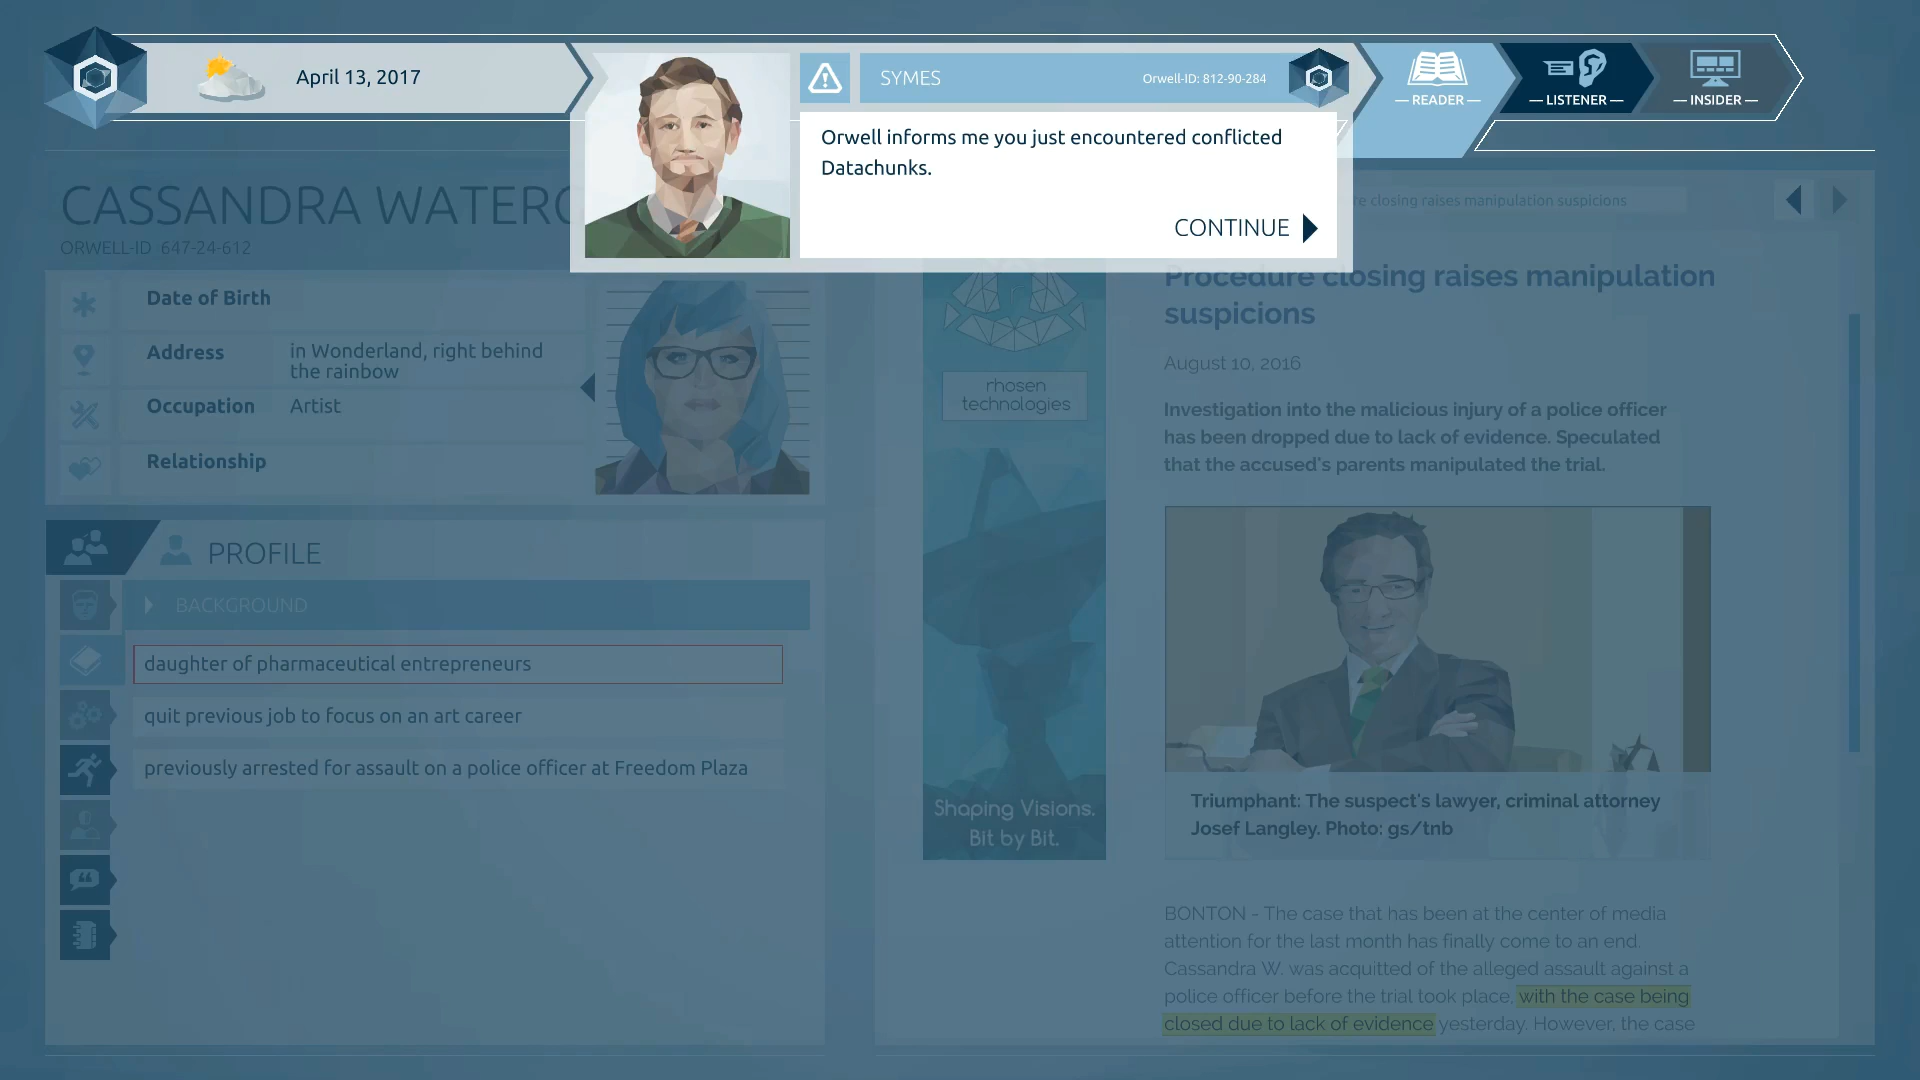 April 13, 2017
SYMES
Orwell-ID: 812-90-284
Orwell informs me you just encountered conflicted
Datachunks.
CONTINUE
READER
LISTENER
INSIDER
CASSANDRA
ORWELL-ID 647-24-612
Date of Birth
Address
in Wonderland, right behind
the rainbow
Occupation
Artist
Relationship
PROFILE
BACKGROUND
daughter of pharmaceutical entrepreneurs
quit previous job to focus on an art career
previously arrested for assault on a police officer at Freedom Plaza
closing raises manipulation suspicions
rhosen
technologies
Shaping Visions.
Bit by Bit.
Procedure closing raises manipulation
suspicions
August 10, 2016
Investigation into the malicious injury of a police officer
has been dropped due to lack of evidence. Speculated
that the accused's parents manipulated the trial.
Triumphant: The suspect's lawyer, criminal attorney
Josef Langley. Photo: gs/tnb
BONTON - The case that has been at the center of media
attention for the last month has finally come to an end.
Cassandra W. was acquitted of the alleged assault against a
police officer before the trial took place, with the case being
closed due to lack of evidence yesterday. However, the case